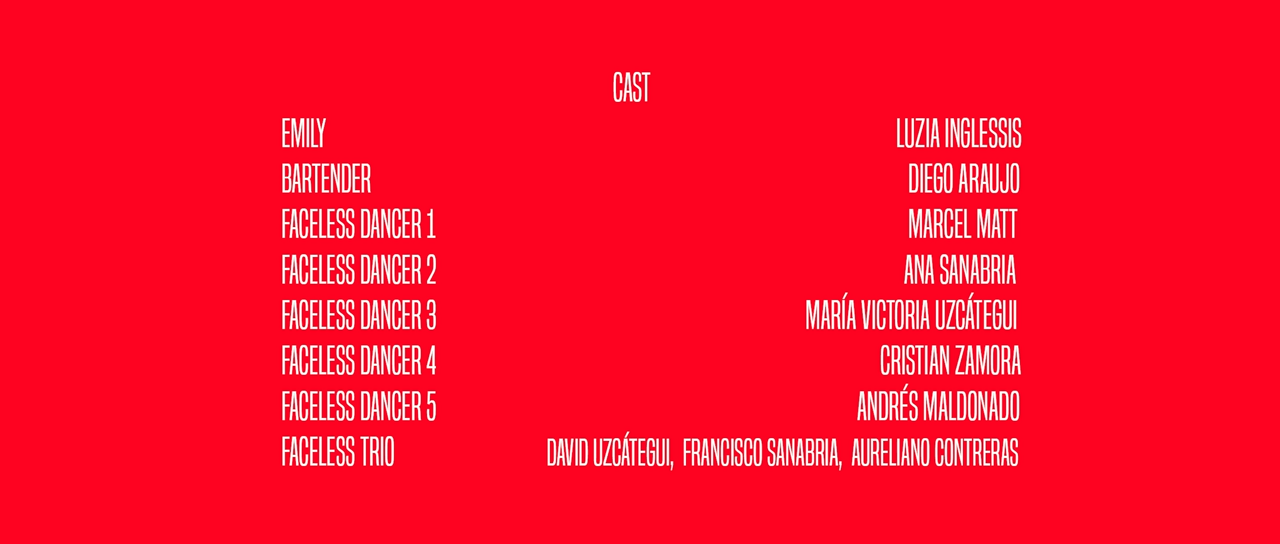 CAST
EMILY LUZIA INGLESSIS
BARTENDER DIEGO ARAUJO
FACELESS DANCER 1 MARCEL MATT
FACELESS DANCER 2 ANA SANABRIA
FACELESS DANCER 3 MARÍA VICTORIA UZCÁTEGUI
FACELESS DANCER 4 CRISTIAN ZAMORA
FACELESS DANCER 5 ANDRÉS MALDONADO
FACELESS TRIO DAVID UZCÁTEGUI, FRANCISCO SANABRIA, AURELIANO CONTRERAS